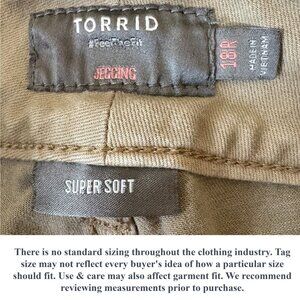 TORRID
#FeelTheFit
JEGGING
18R
MADE IN
VIETNAM
SUPER SOFT
There is no standard sizing throughout the clothing industry. Tag
size may not reflect every buyer's idea of how a particular size
should fit. Use & care may also affect garment fit. We recommend
reviewing measurements prior to purchase.